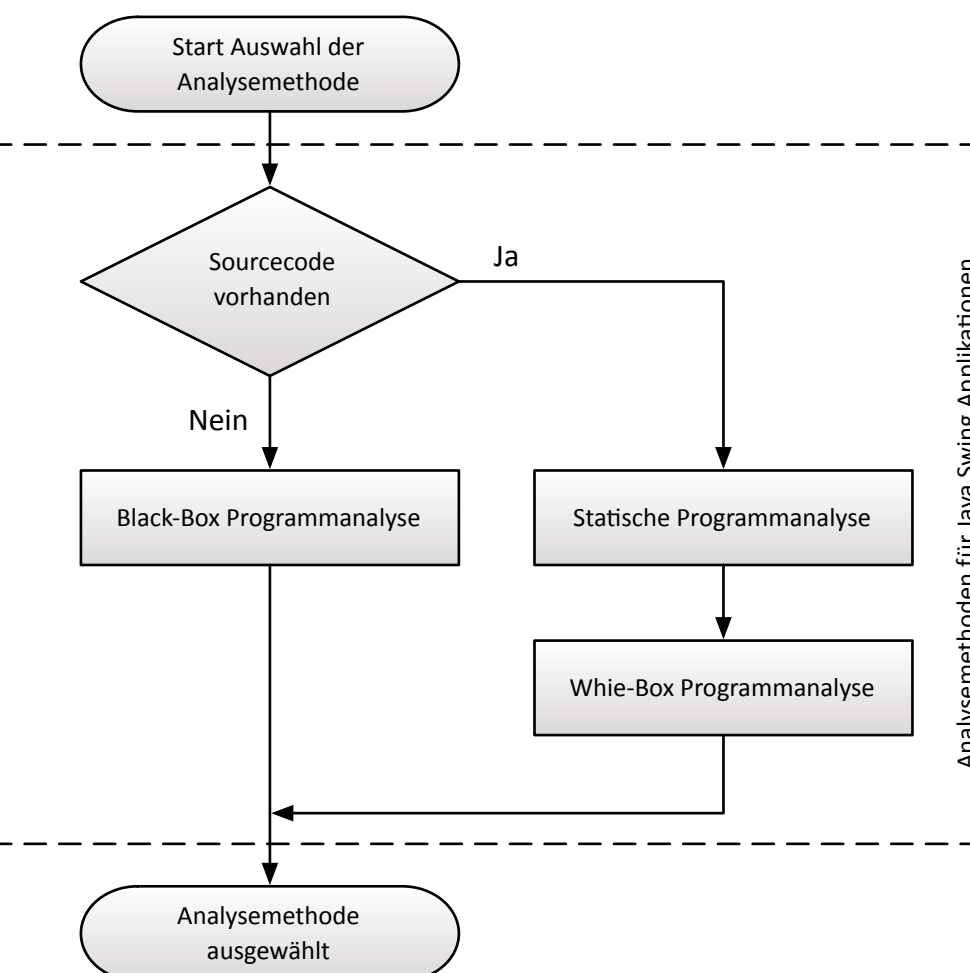 Start Auswahl der
Analysemethode
Sourcecode
vorhanden
Ja
Nein
Black-Box Programmanalyse
Statische Programmanalyse
Whie-Box Programmanalyse
Analysemethode
ausgewählt
Analysemethoden für Java Swing Applikationen